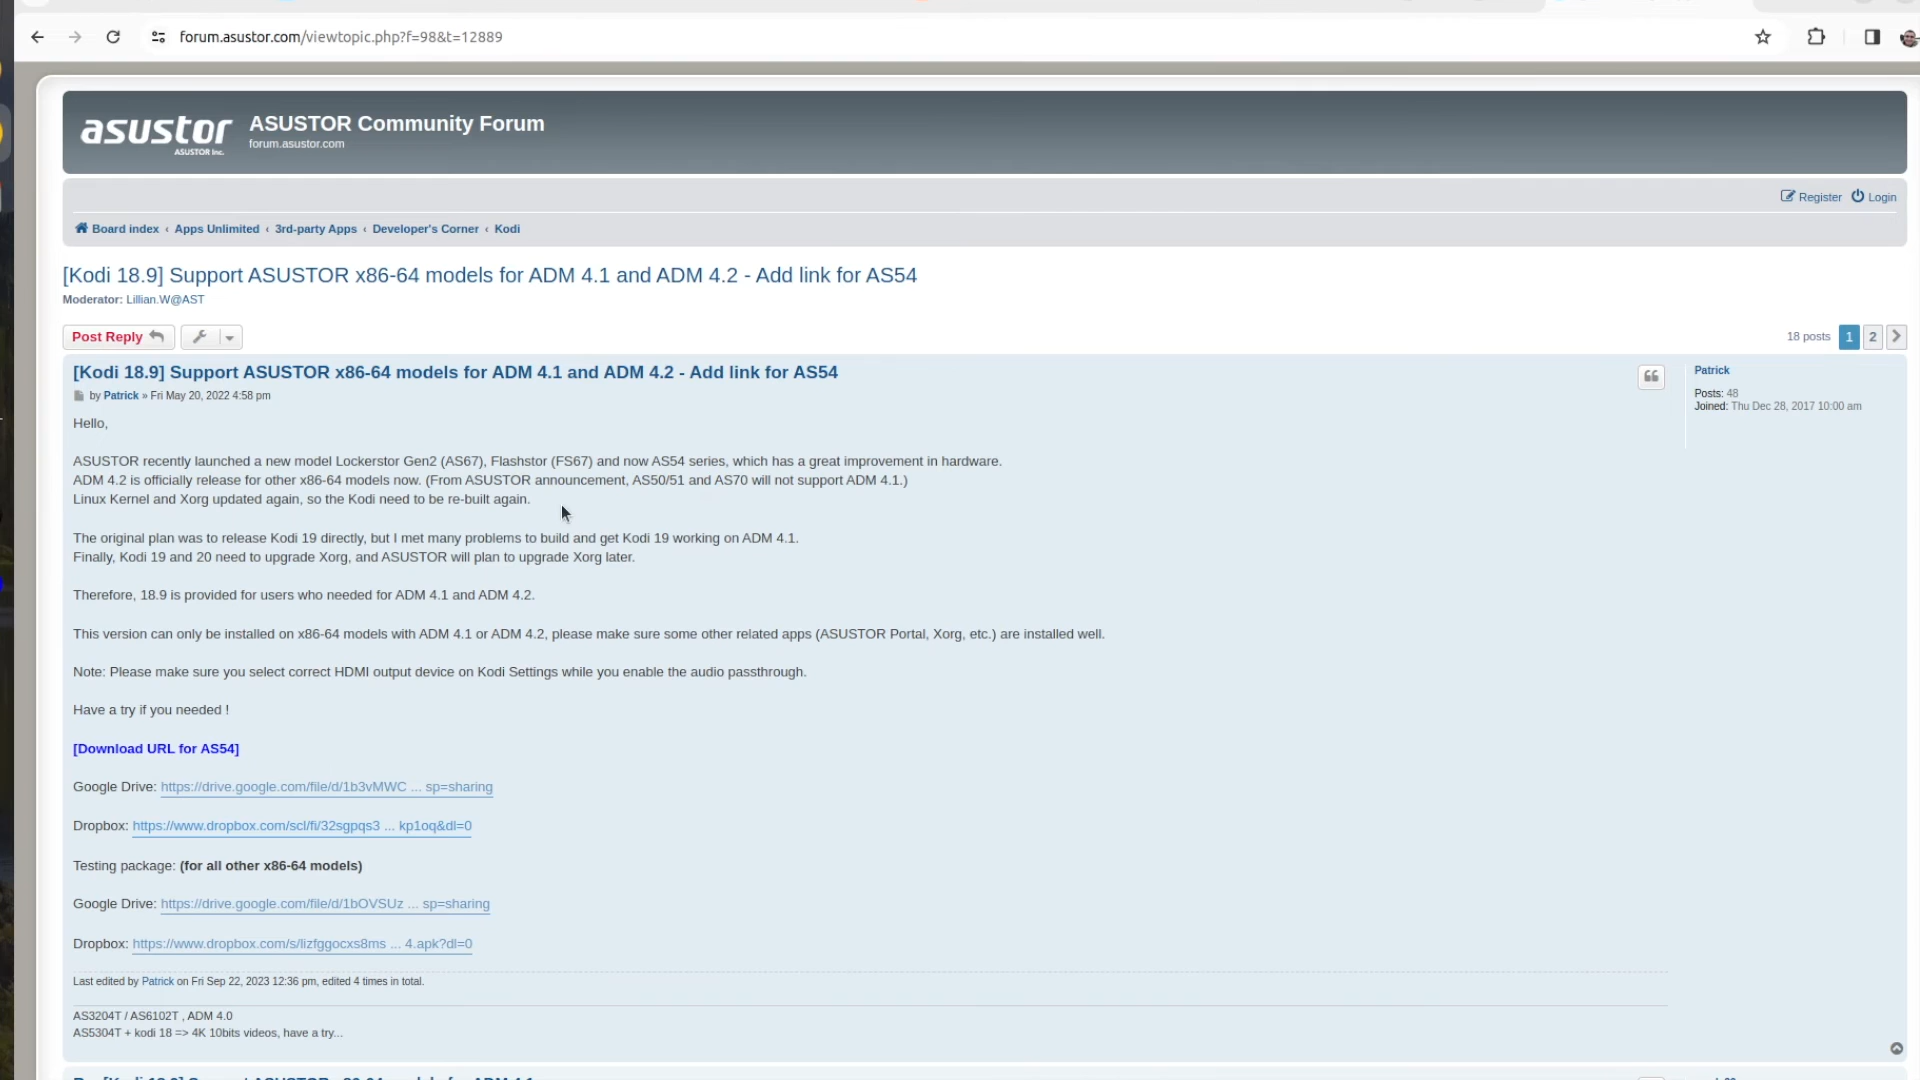 forum.asustor.com/viewtopic.php?f=98&t=12889
asustor
ASUSTOR Inc.
ASUSTOR Community Forum
forum.asustor.com
Register Login
Board index ‹ Apps Unlimited ‹ 3rd-party Apps ‹ Developer's Corner ‹ Kodi
[Kodi 18.9] Support ASUSTOR x86-64 models for ADM 4.1 and ADM 4.2 - Add link for AS54
Moderator: Lillian.W@AST
Post Reply
18 posts 1 2
[Kodi 18.9] Support ASUSTOR x86-64 models for ADM 4.1 and ADM 4.2 - Add link for AS54
by Patrick » Fri May 20, 2022 4:58 pm
Patrick
Posts: 48
Joined: Thu Dec 28, 2017 10:00 am
Hello,
ASUSTOR recently launched a new model Lockerstor Gen2 (AS67), Flashstor (FS67) and now AS54 series, which has a great improvement in hardware.
ADM 4.2 is officially release for other x86-64 models now. (From ASUSTOR announcement, AS50/51 and AS70 will not support ADM 4.1.)
Linux Kernel and Xorg updated again, so the Kodi need to be re-built again.
The original plan was to release Kodi 19 directly, but I met many problems to build and get Kodi 19 working on ADM 4.1.
Finally, Kodi 19 and 20 need to upgrade Xorg, and ASUSTOR will plan to upgrade Xorg later.
Therefore, 18.9 is provided for users who needed for ADM 4.1 and ADM 4.2.
This version can only be installed on x86-64 models with ADM 4.1 or ADM 4.2, please make sure some other related apps (ASUSTOR Portal, Xorg, etc.) are installed well.
Note: Please make sure you select correct HDMI output device on Kodi Settings while you enable the audio passthrough.
Have a try if you needed !
[Download URL for AS54]
Google Drive: https://drive.google.com/file/d/1b3vMWC ... sp=sharing
Dropbox: https://www.dropbox.com/scl/fi/32sgpqs3 ... kp1oq&dl=0
Testing package: (for all other x86-64 models)
Google Drive: https://drive.google.com/file/d/1bOVSUz ... sp=sharing
Dropbox: https://www.dropbox.com/s/lizfggocxs8ms ... 4.apk?dl=0
Last edited by Patrick on Fri Sep 22, 2023 12:36 pm, edited 4 times in total.
AS3204T / AS6102T , ADM 4.0
AS5304T + kodi 18 => 4K 10bits videos, have a try...